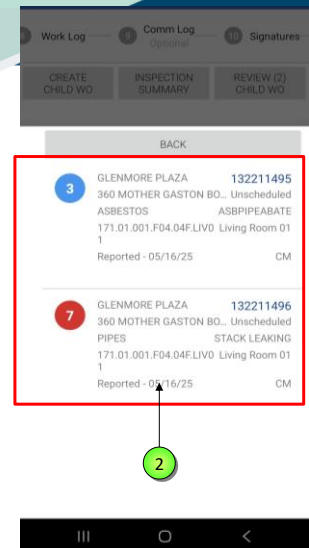 Work Log
9
Comm Log
Optional
10
Signatures
CREATE
CHILD WO
INSPECTION
SUMMARY
REVIEW (2)
CHILD WO
BACK
3
GLENMORE PLAZA 132211495
360 MOTHER GASTON BO... Unscheduled
ASBESTOS ASBPIPEABATE
171.01.001.F04.04F.LIV0 Living Room 01
1
Reported - 05/16/25 CM
7
GLENMORE PLAZA 132211496
360 MOTHER GASTON BO... Unscheduled
PIPES STACK LEAKING
171.01.001.F04.04F.LIV0 Living Room 01
1
Reported - 05/16/25 CM
2